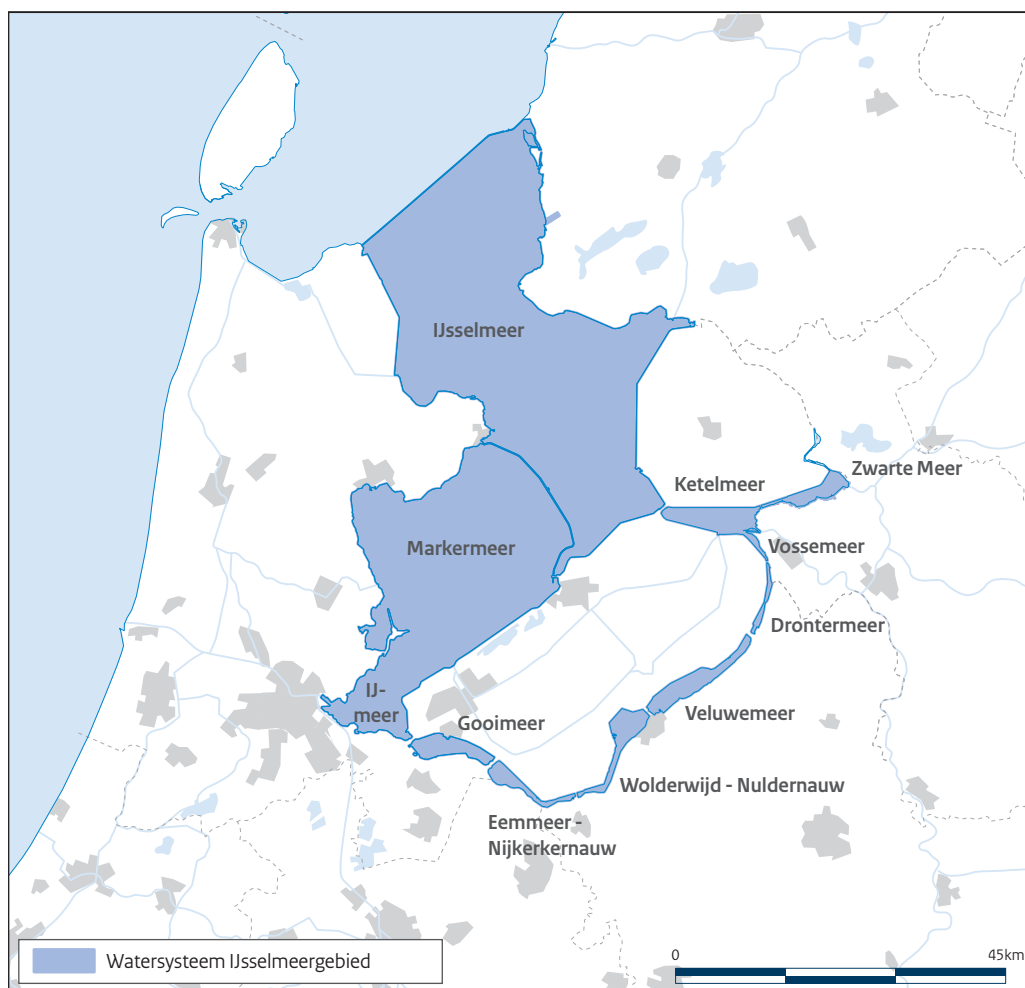 IJsselmeer
Zwarte Meer
Ketelmeer
Markermeer
Vossemeer
Drontermeer
IJ-
meer
Gooimeer
Veluwemeer
Wolderwijd - Nuldernauw
Eemmeer -
Nijkerkernauw
Watersysteem IJsselmeergebied
0
45km